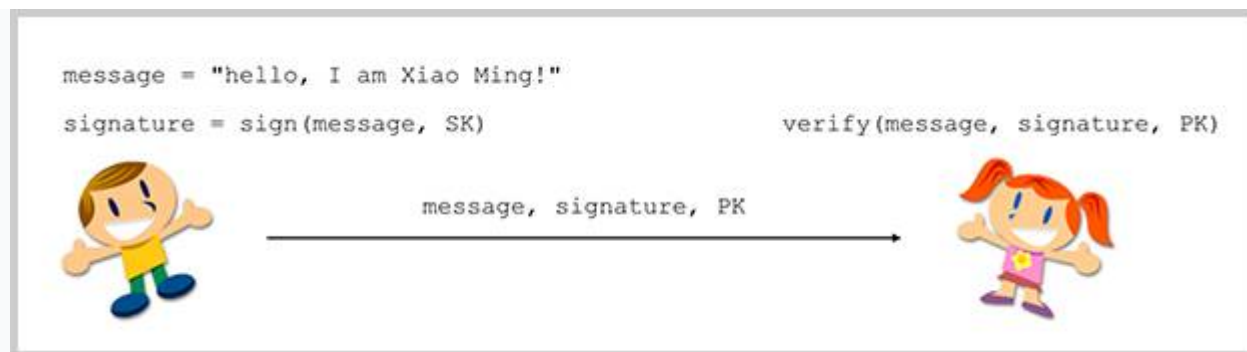 message = "hello, I am Xiao Ming!"
signature = sign(message, SK)
verify(message, signature, PK)
message, signature, PK